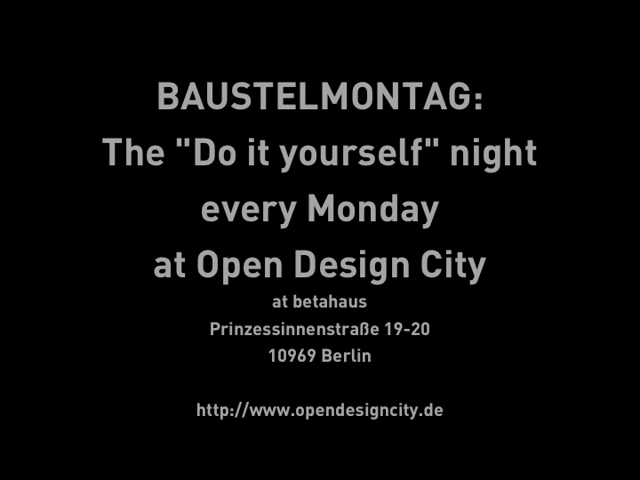 BAUSTELMONTAG:
The "Do it yourself" night
every Monday
at Open Design City
at betahaus
Prinzessinnenstraße 19-20
10969 Berlin
http://www.opendesigncity.de